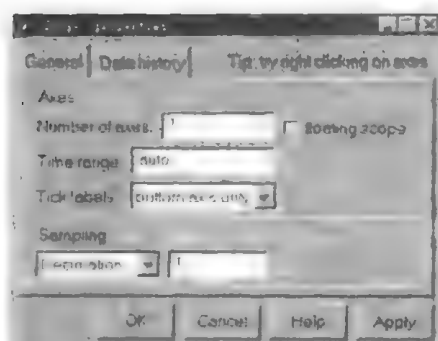 General Data history Tip: try right clicking on axes
Axes
Number of axes: 1 floating scope
Time range: auto
Tick labels: bottom axis only
Sampling
Decimation 1
OK Cancel Help Apply